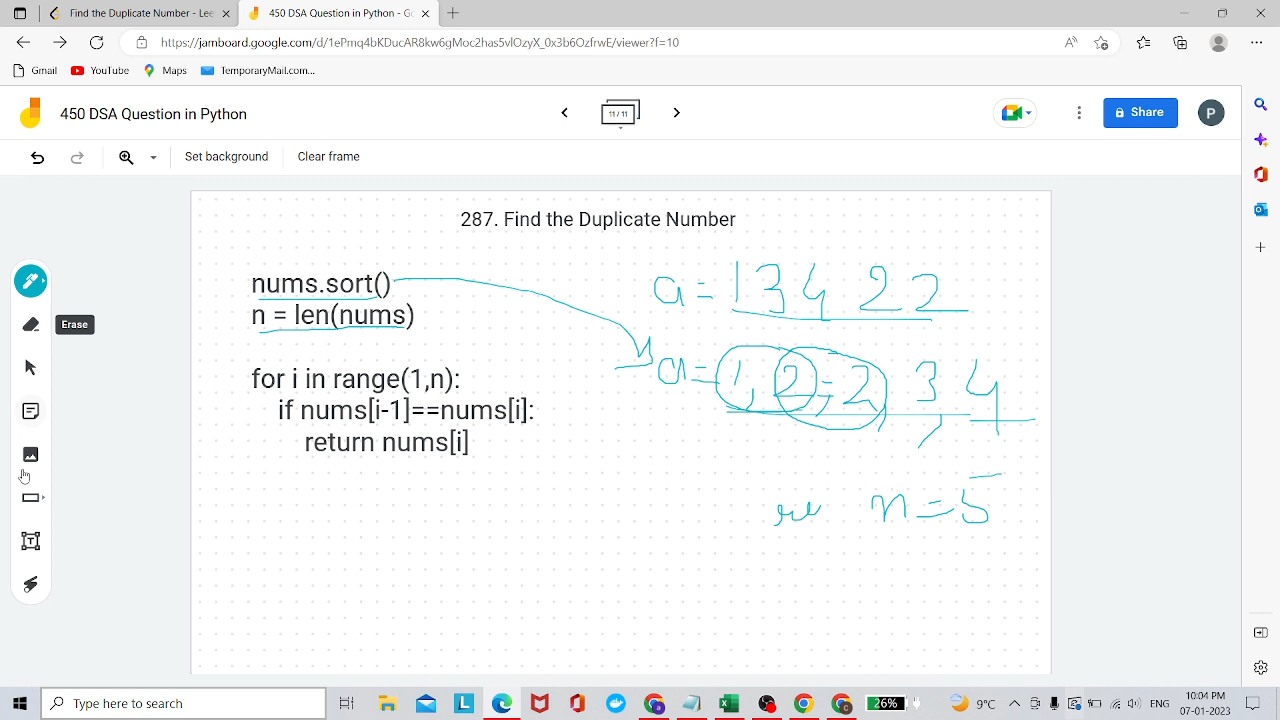 Find the Duplicate Number - Lee
450 DSA Question in Python - Go
https://jamboard.google.com/d/1ePmq4bKDucAR8kw6gMoc2has5vlOzyX_0x3b6OzfrwE/viewer?f=10
Gmail YouTube Maps TemporaryMail.com...
450 DSA Question in Python
11 / 11
Share
P
Set background Clear frame
287. Find the Duplicate Number
nums.sort()
n = len(nums)
for i in range(1,n):
if nums[i-1]==nums[i]:
return nums[i]
a = 1 3 4 2 2
a = 1, 2, 2, 3, 4
n = 5
Erase
Type here to search
26%
9°C
ENG
10:04 PM
07-01-2023